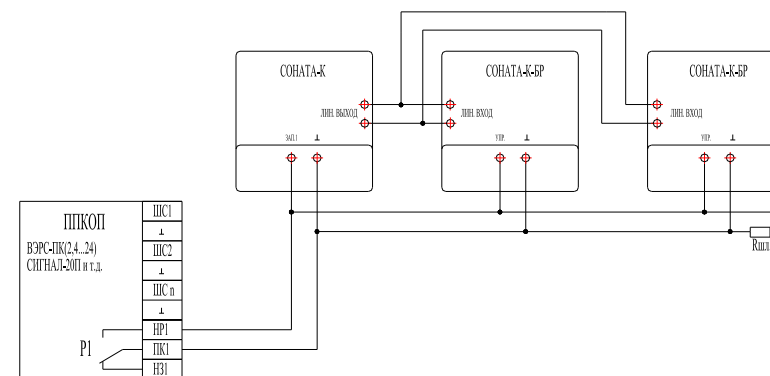 СОНАТА-К
СОНАТА-К-БР
СОНАТА-К-БР
ЛИН. ВЫХОД
ЛИН. ВХОД
ЛИН. ВХОД
ЗАП.1 ⊥
УПР. ⊥
УПР. ⊥
ППКОП
ВЭРС-ПК(2,4...24)
СИГНАЛ-20П и т.д.
ШС1
⊥
ШС2
⊥
ШС n
⊥
НР1
ПК1
НЗ1
Р1
Rшл